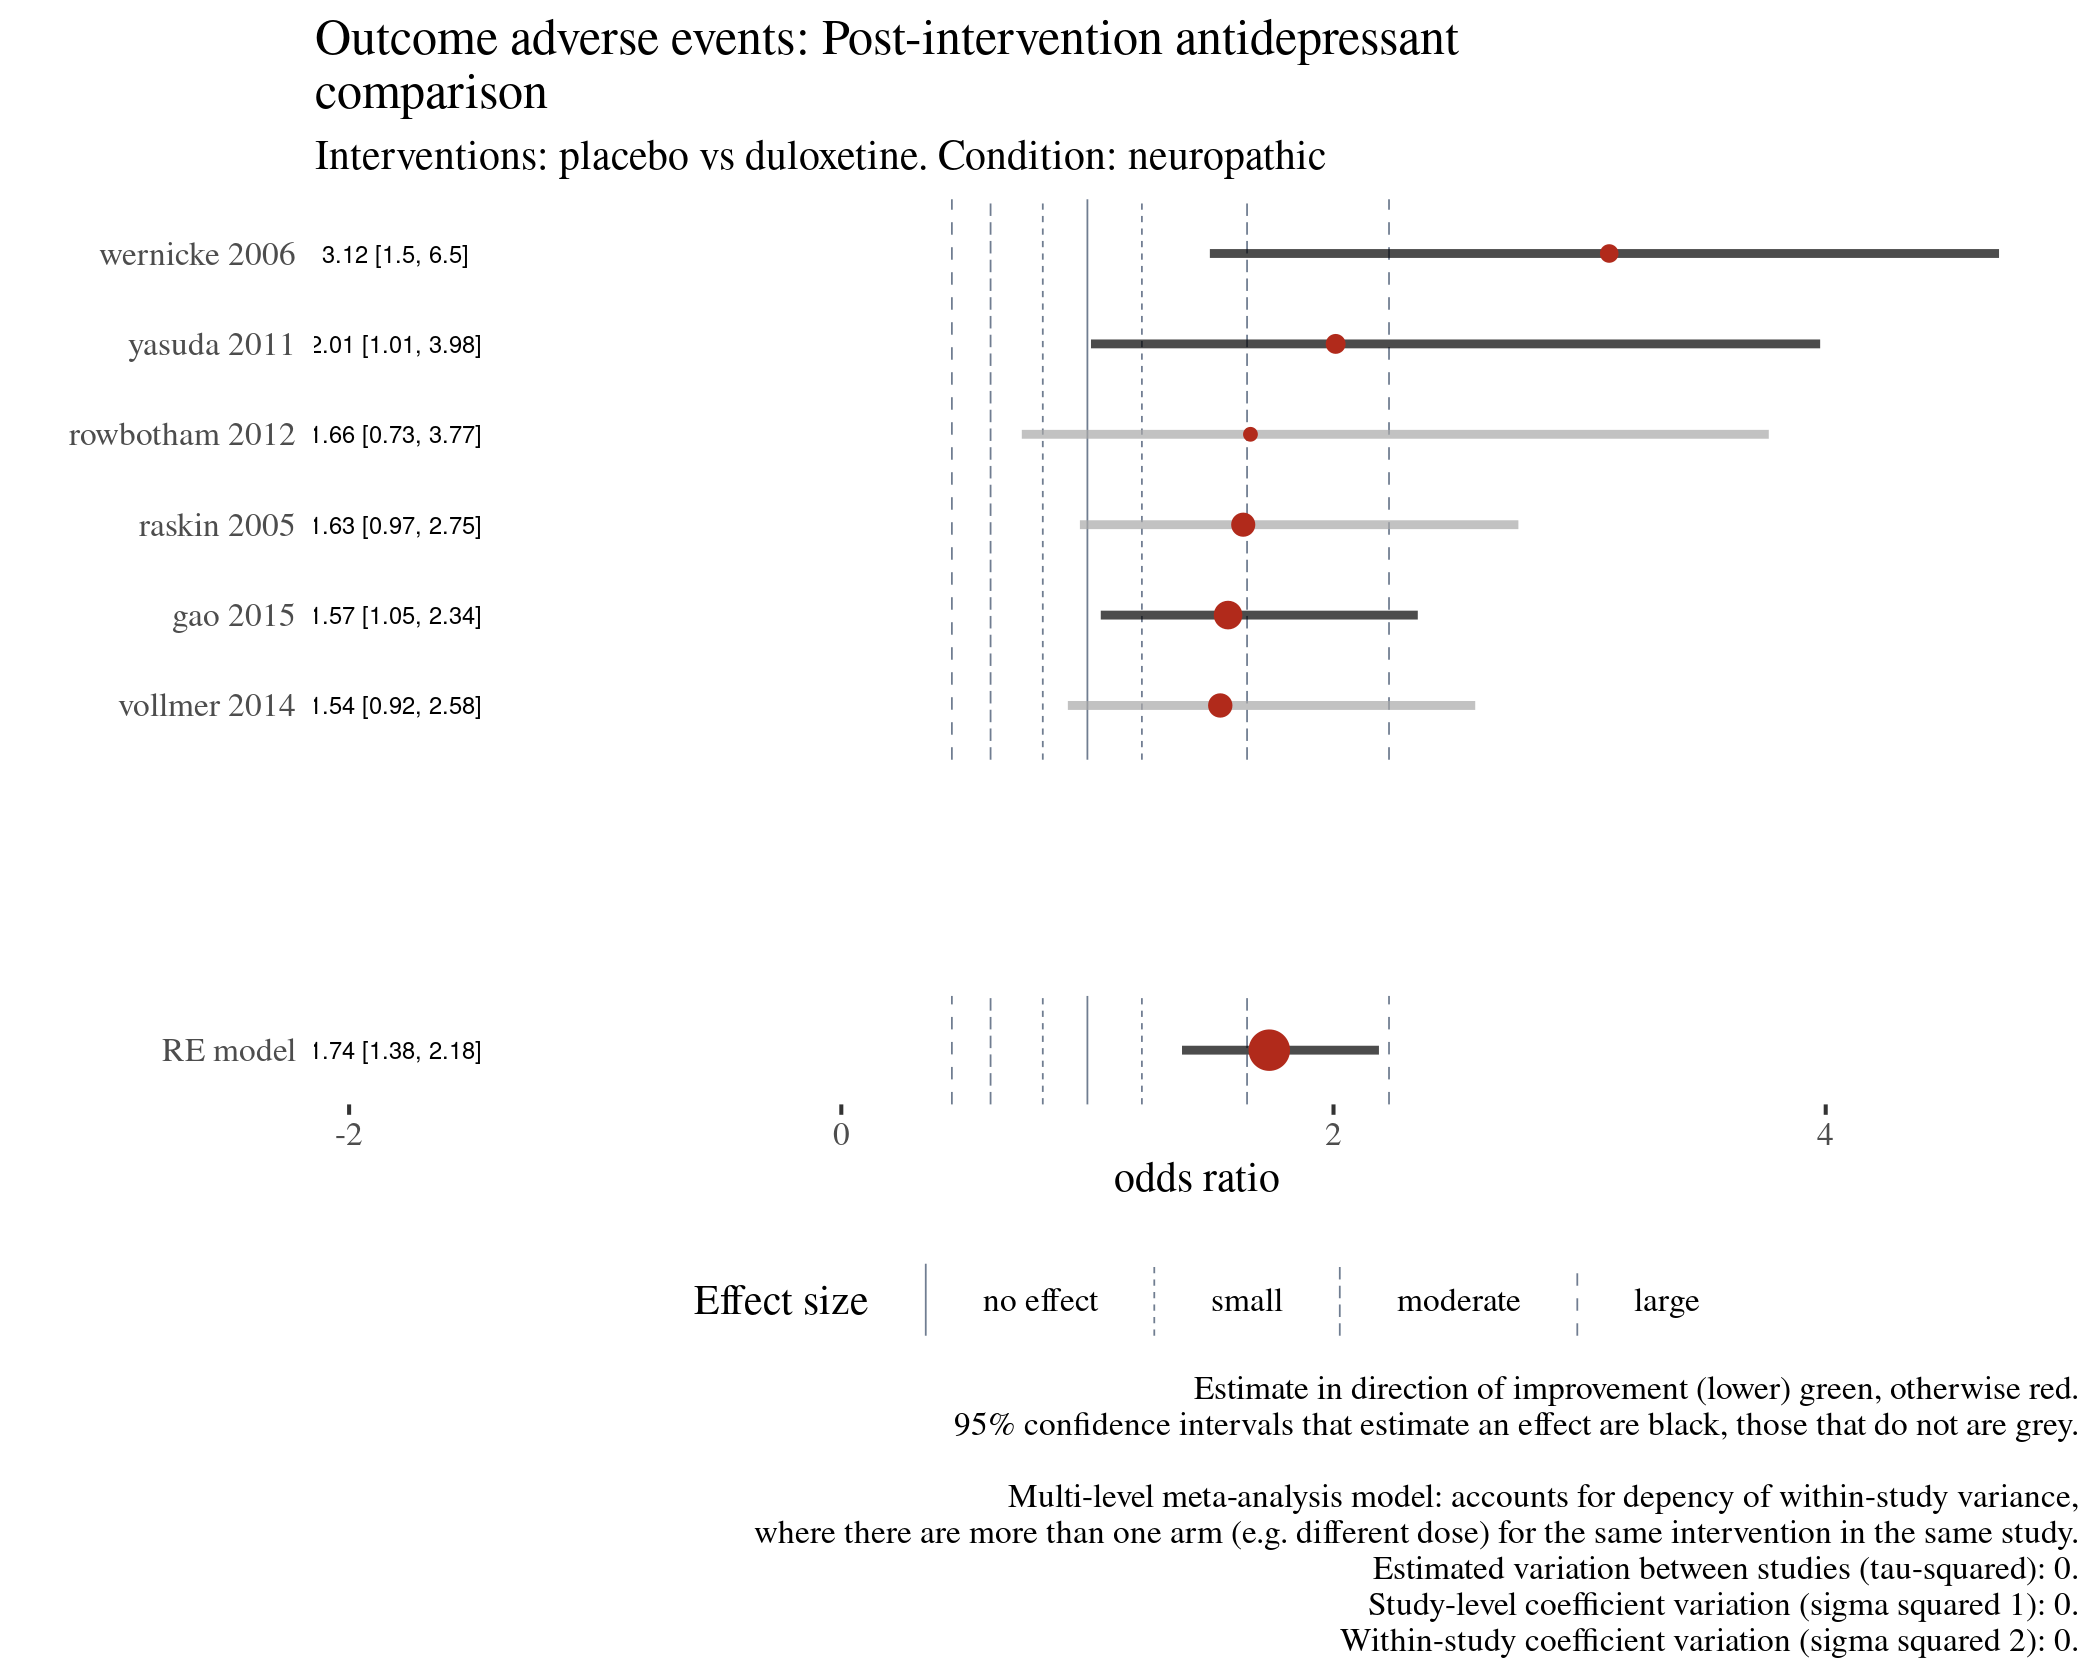 Outcome adverse events: Post-intervention antidepressant
comparison
Interventions: placebo vs duloxetine. Condition: neuropathic
wernicke 2006 3.12 [1.5, 6.5]
yasuda 2011 2.01 [1.01, 3.98]
rowbotham 2012 1.66 [0.73, 3.77]
raskin 2005 1.63 [0.97, 2.75]
gao 2015 1.57 [1.05, 2.34]
vollmer 2014 1.54 [0.92, 2.58]
RE model 1.74 [1.38, 2.18]
-2 0 2 4
odds ratio
Effect size no effect small moderate large
Estimate in direction of improvement (lower) green, otherwise red.
95% confidence intervals that estimate an effect are black, those that do not are grey.
Multi-level meta-analysis model: accounts for depency of within-study variance,
where there are more than one arm (e.g. different dose) for the same intervention in the same study.
Estimated variation between studies (tau-squared): 0.
Study-level coefficient variation (sigma squared 1): 0.
Within-study coefficient variation (sigma squared 2): 0.